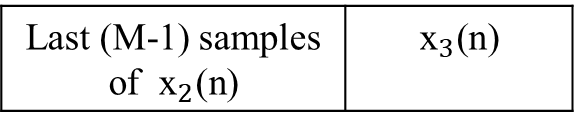 Last (M-1) samples
of x₂(n)
x₃(n)